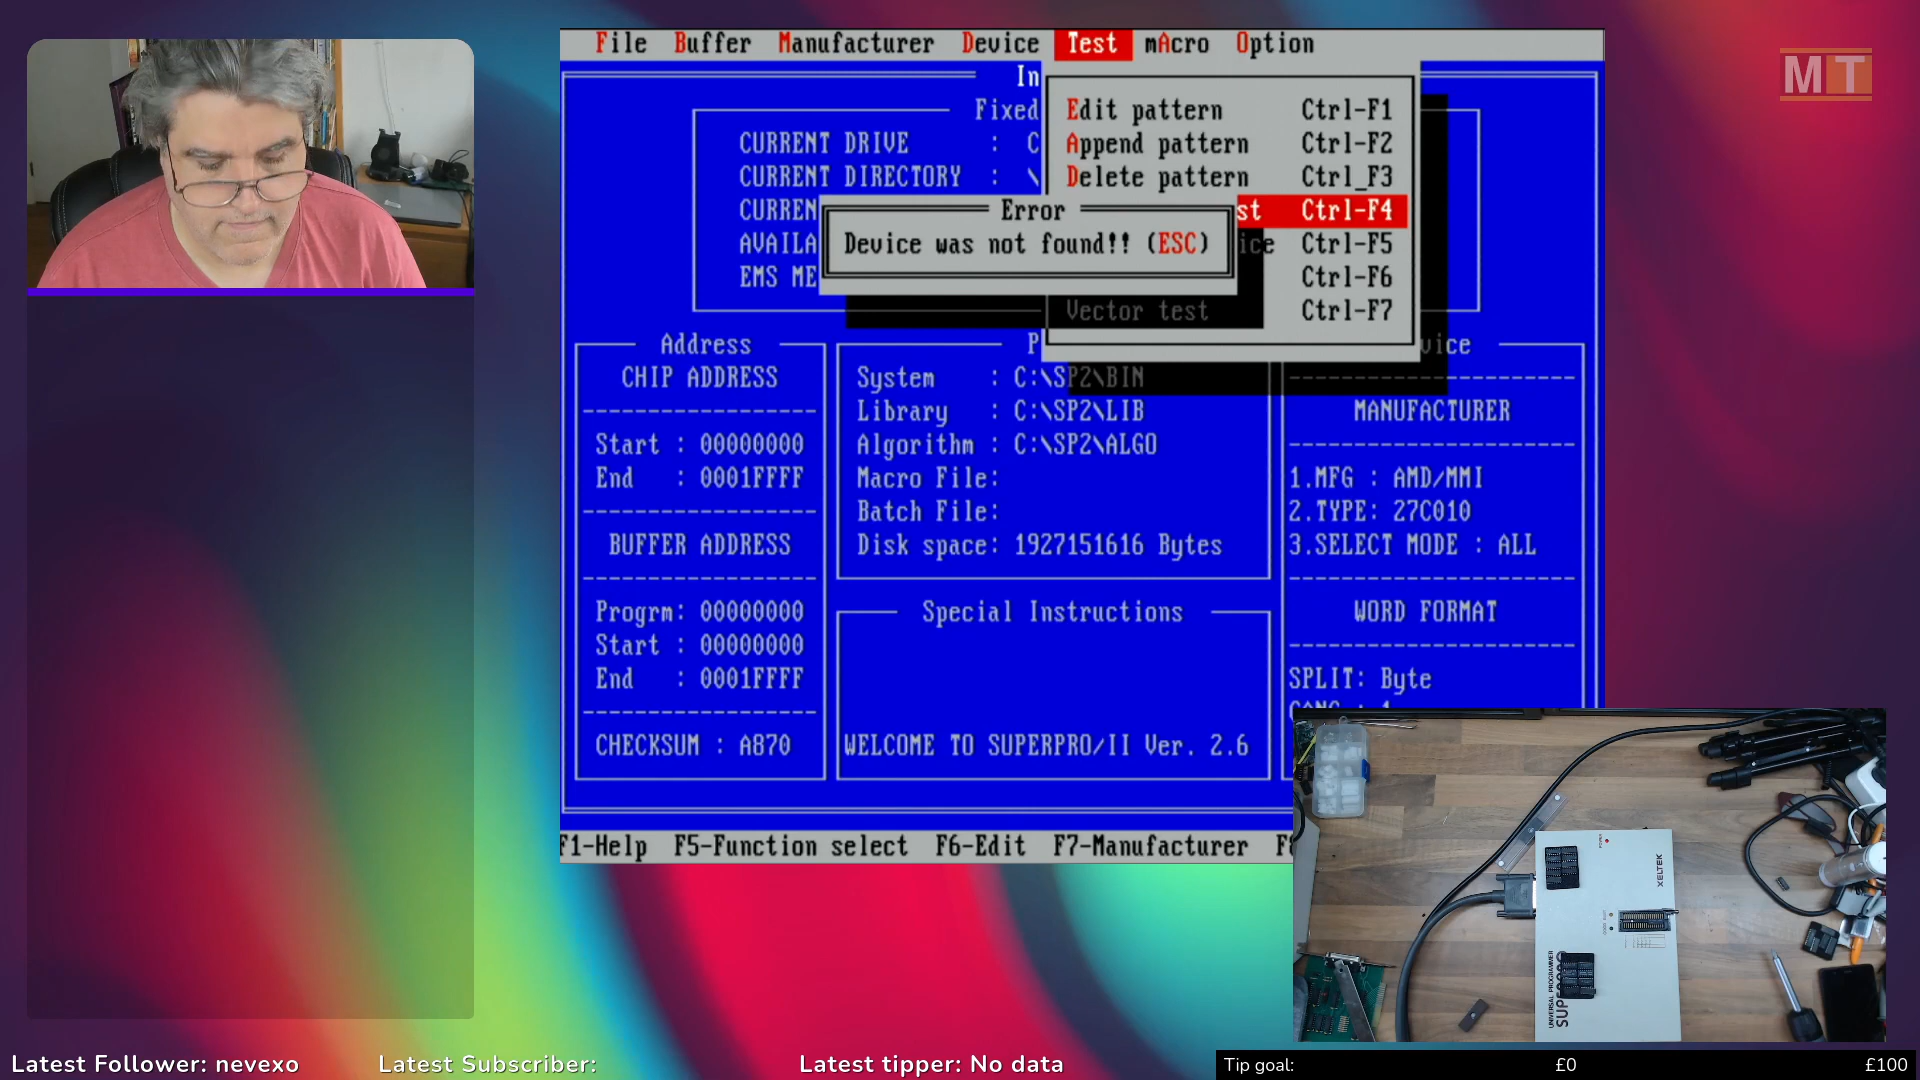 File Buffer Manufacturer Device Test mAcro Option
In
Fixed
CURRENT DRIVE : C
CURRENT DIRECTORY : \
CURREN
AVAILA
EMS ME
Edit pattern Ctrl-F1
Append pattern Ctrl-F2
Delete pattern Ctrl_F3
st Ctrl-F4
ice Ctrl-F5
Ctrl-F6
Vector test Ctrl-F7
Error
Device was not found!! (ESC)
Address
CHIP ADDRESS
Start : 00000000
End : 0001FFFF
BUFFER ADDRESS
Progrm: 00000000
Start : 00000000
End : 0001FFFF
CHECKSUM : A870
P
System : C:\SP2\BIN
Library : C:\SP2\LIB
Algorithm : C:\SP2\ALGO
Macro File:
Batch File:
Disk space: 1927151616 Bytes
Special Instructions
WELCOME TO SUPERPRO/II Ver. 2.6
vice
MANUFACTURER
1.MFG : AMD/MMI
2.TYPE: 27C010
3.SELECT MODE : ALL
WORD FORMAT
SPLIT: Byte
F1-Help F5-Function select F6-Edit F7-Manufacturer
MT
XELTEK
UNIVERSAL PROGRAMMER
Latest Follower: nevexo
Latest Subscriber:
Latest tipper: No data
Tip goal: £0 £100